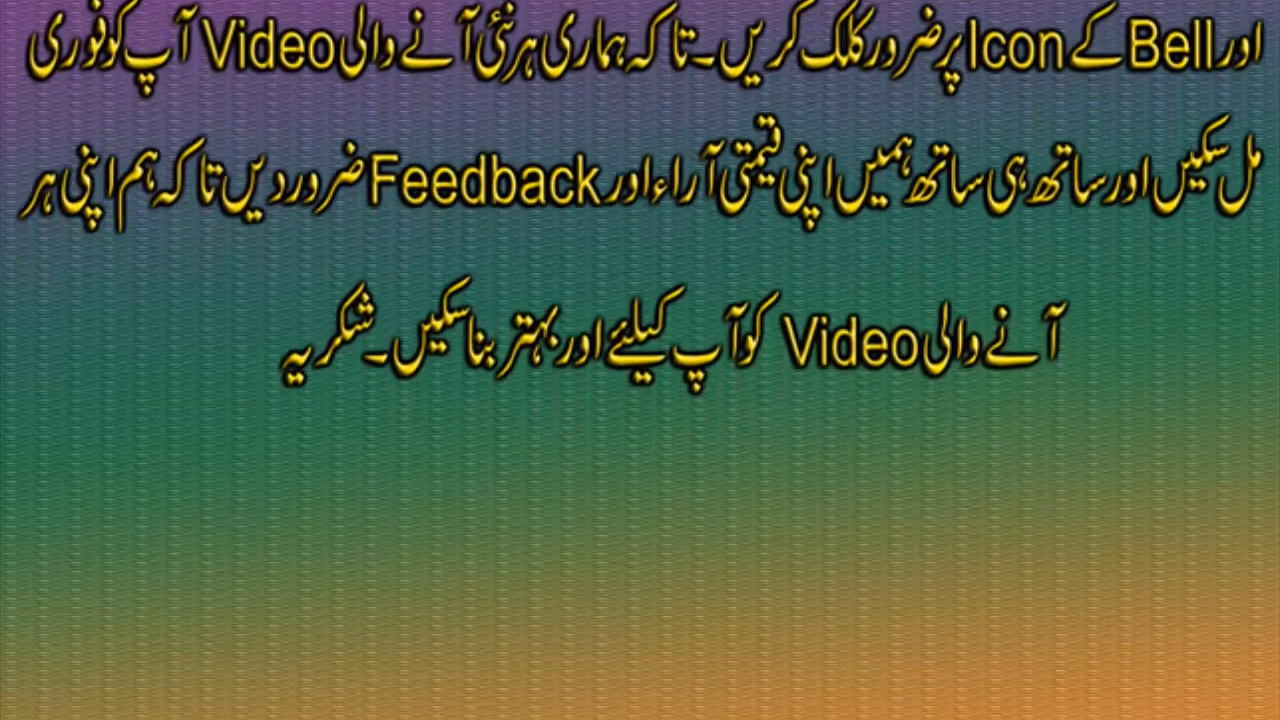 اور Bell کے Icon پر ضرور کلک کریں۔ تاکہ ہماری ہر نئی آنے والی Video آپ کو فوری
مل سکیں اور ساتھ ہی ساتھ ہمیں اپنی قیمتی آراء اور Feedback ضرور دیں تاکہ ہم اپنی ہر
آنے والی Video کو آپ کیلئے اور بہتر بنا سکیں۔ شکریہ